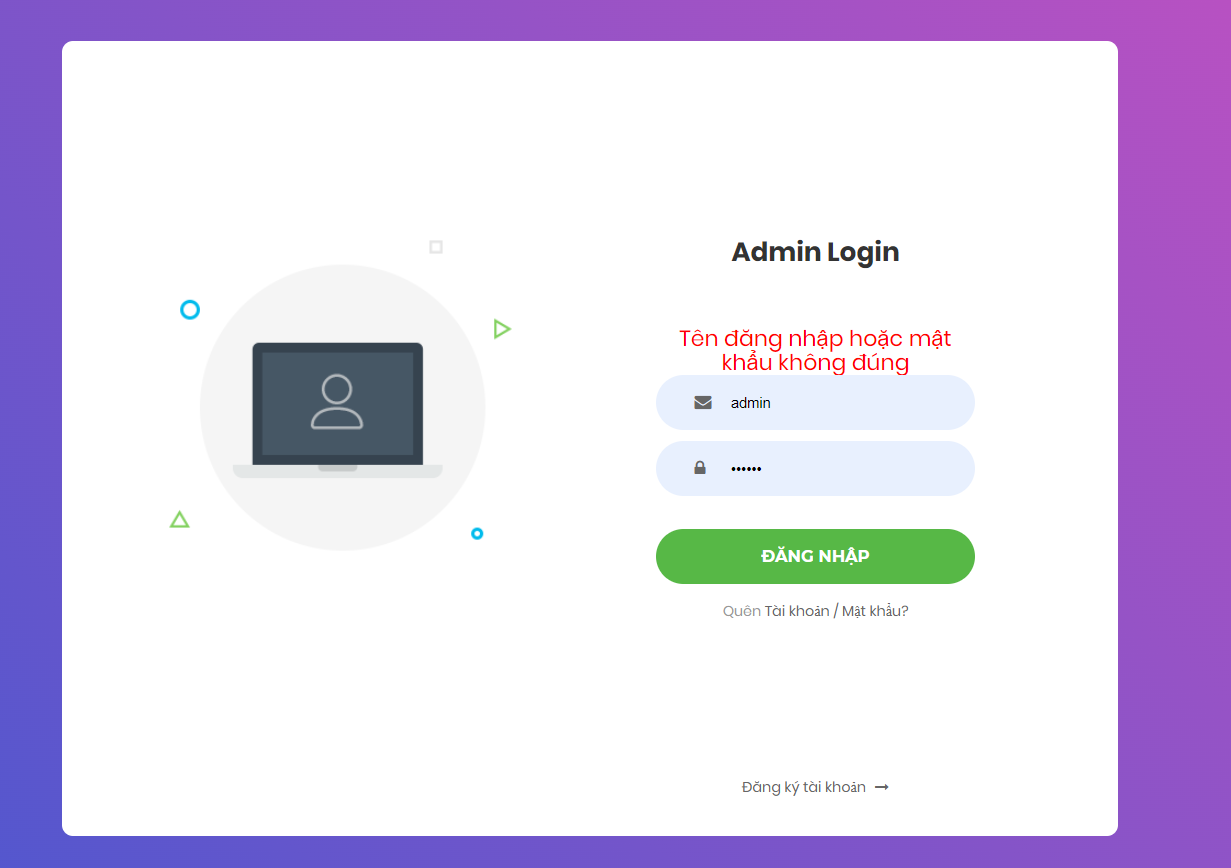 Admin Login
Tên đăng nhập hoặc mật
khẩu không đúng
admin
••••••
ĐĂNG NHẬP
Quên Tài khoản / Mật khẩu?
Đăng ký tài khoản →